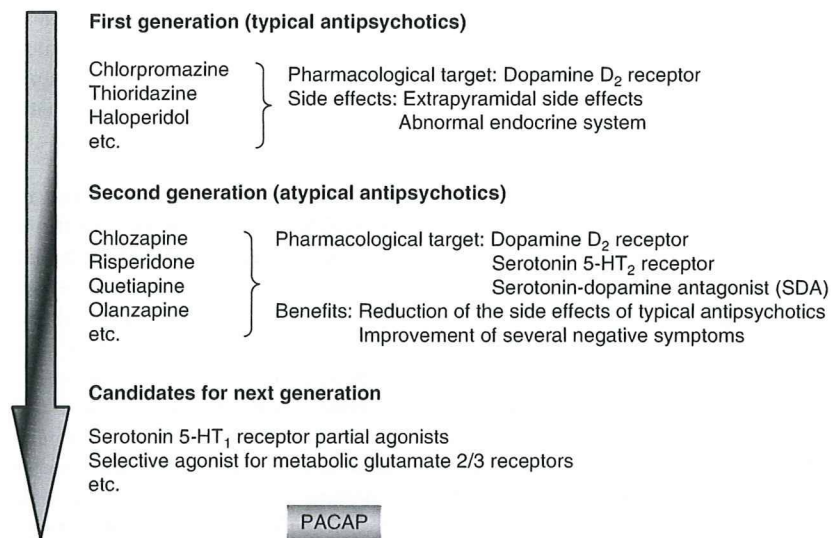 First generation (typical antipsychotics)
Chlorpromazine
Thioridazine
Haloperidol
etc.
Pharmacological target: Dopamine D₂ receptor
Side effects: Extrapyramidal side effects
Abnormal endocrine system
Second generation (atypical antipsychotics)
Chlozapine
Risperidone
Quetiapine
Olanzapine
etc.
Pharmacological target: Dopamine D₂ receptor
Serotonin 5-HT₂ receptor
Serotonin-dopamine antagonist (SDA)
Benefits: Reduction of the side effects of typical antipsychotics
Improvement of several negative symptoms
Candidates for next generation
Serotonin 5-HT₁ receptor partial agonists
Selective agonist for metabolic glutamate 2/3 receptors
etc.
PACAP